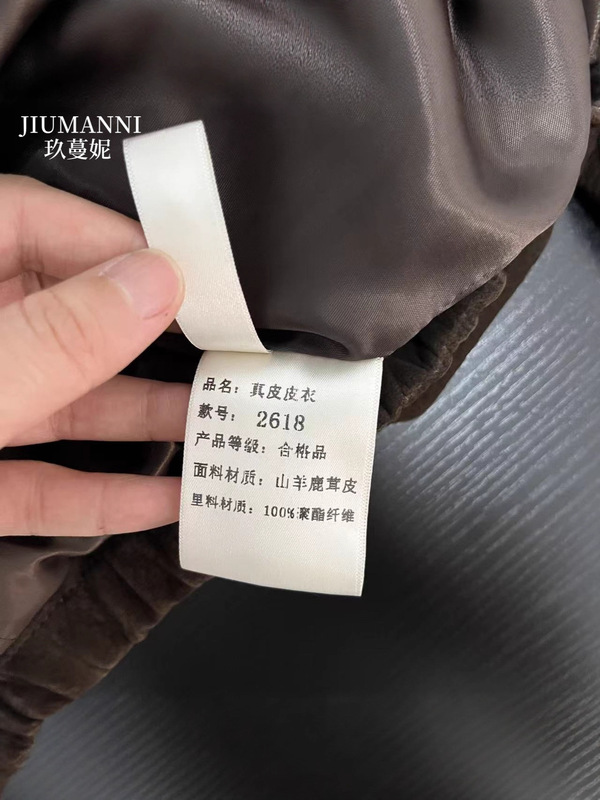 JIUMANNI
玖蔓妮
品名：真皮皮衣
款号：2618
产品等级：合格品
面料材质：山羊鹿茸皮
里料材质：100%聚酯纤维